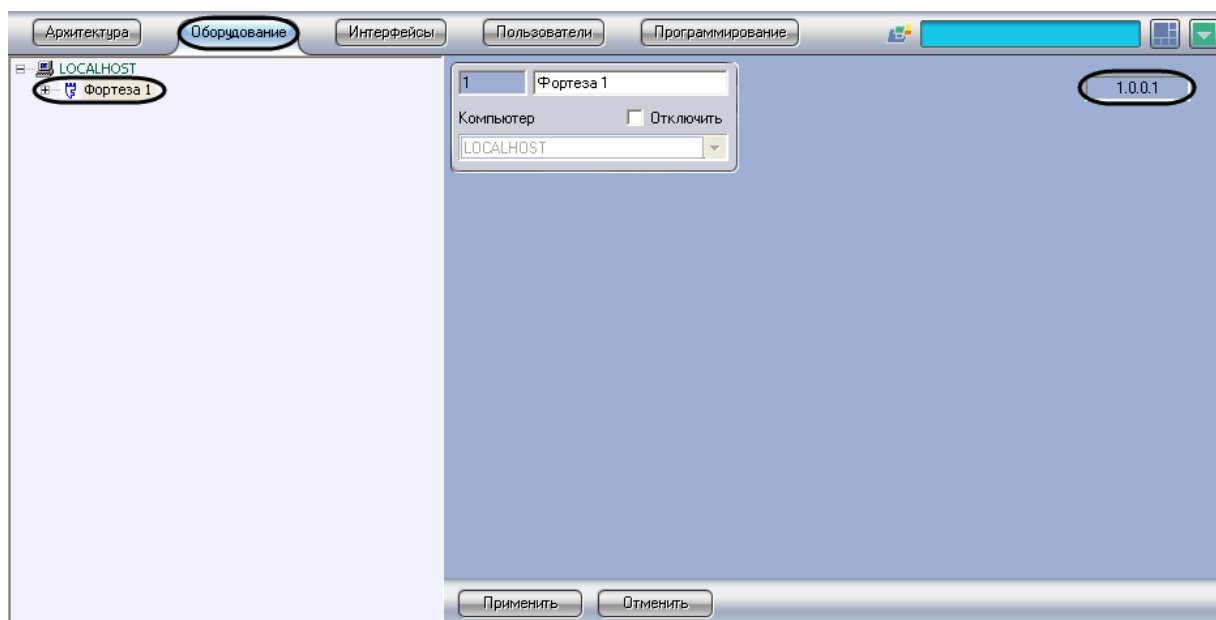 Архитектура Оборудование Интерфейсы Пользователи Программирование
LOCALHOST
Фортеза 1
1 Фортеза 1
1.0.0.1
Компьютер Отключить
LOCALHOST
Применить Отменить